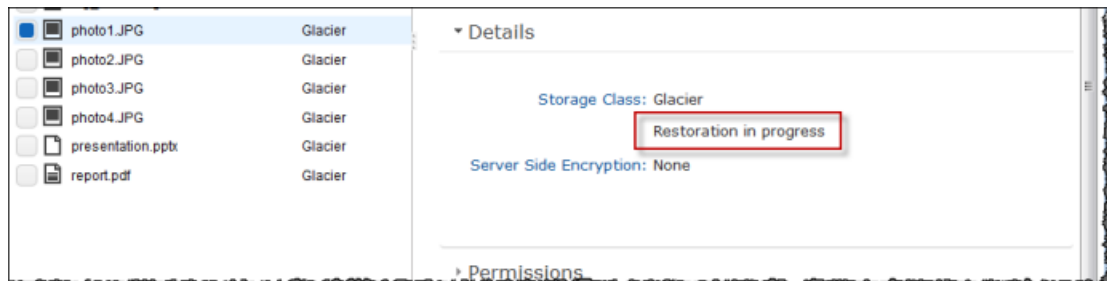 photo1.JPG Glacier
photo2.JPG Glacier
photo3.JPG Glacier
photo4.JPG Glacier
presentation.pptx Glacier
report.pdf Glacier
Details
Storage Class: Glacier
Restoration in progress
Server Side Encryption: None
Permissions